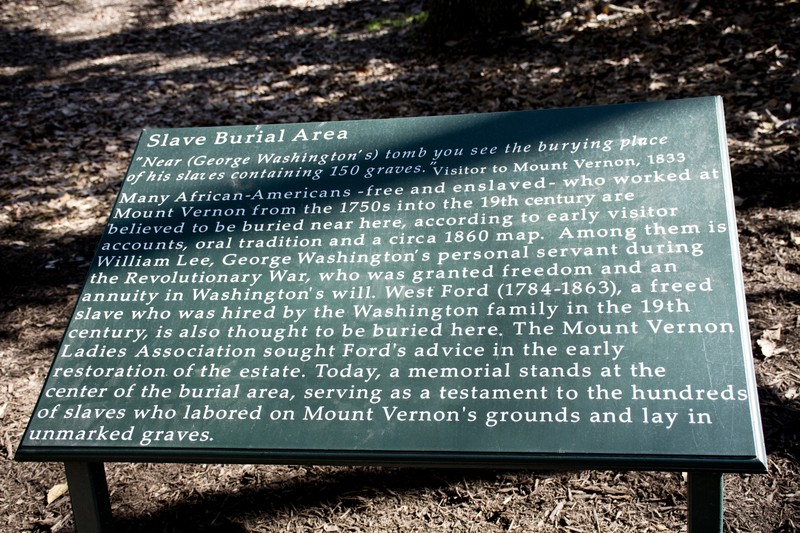 Slave Burial Area
"Near (George Washington's) tomb you see the burying place
of his slaves containing 150 graves." Visitor to Mount Vernon, 1833
Many African-Americans -free and enslaved- who worked at
Mount Vernon from the 1750s into the 19th century are
believed to be buried near here, according to early visitor
accounts, oral tradition and a circa 1860 map. Among them is
William Lee, George Washington's personal servant during
the Revolutionary War, who was granted freedom and an
annuity in Washington's will. West Ford (1784-1863), a freed
slave who was hired by the Washington family in the 19th
century, is also thought to be buried here. The Mount Vernon
Ladies Association sought Ford's advice in the early
restoration of the estate. Today, a memorial stands at the
center of the burial area, serving as a testament to the hundreds
of slaves who labored on Mount Vernon's grounds and lay in
unmarked graves.